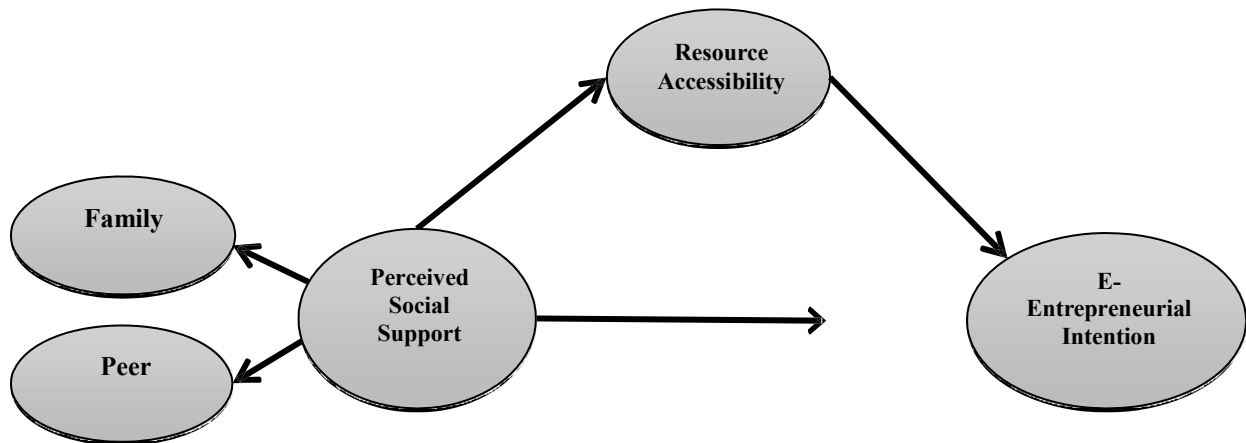 Resource
Accessibility
Family
Perceived
Social
Support
Peer
E-
Entrepreneurial
Intention